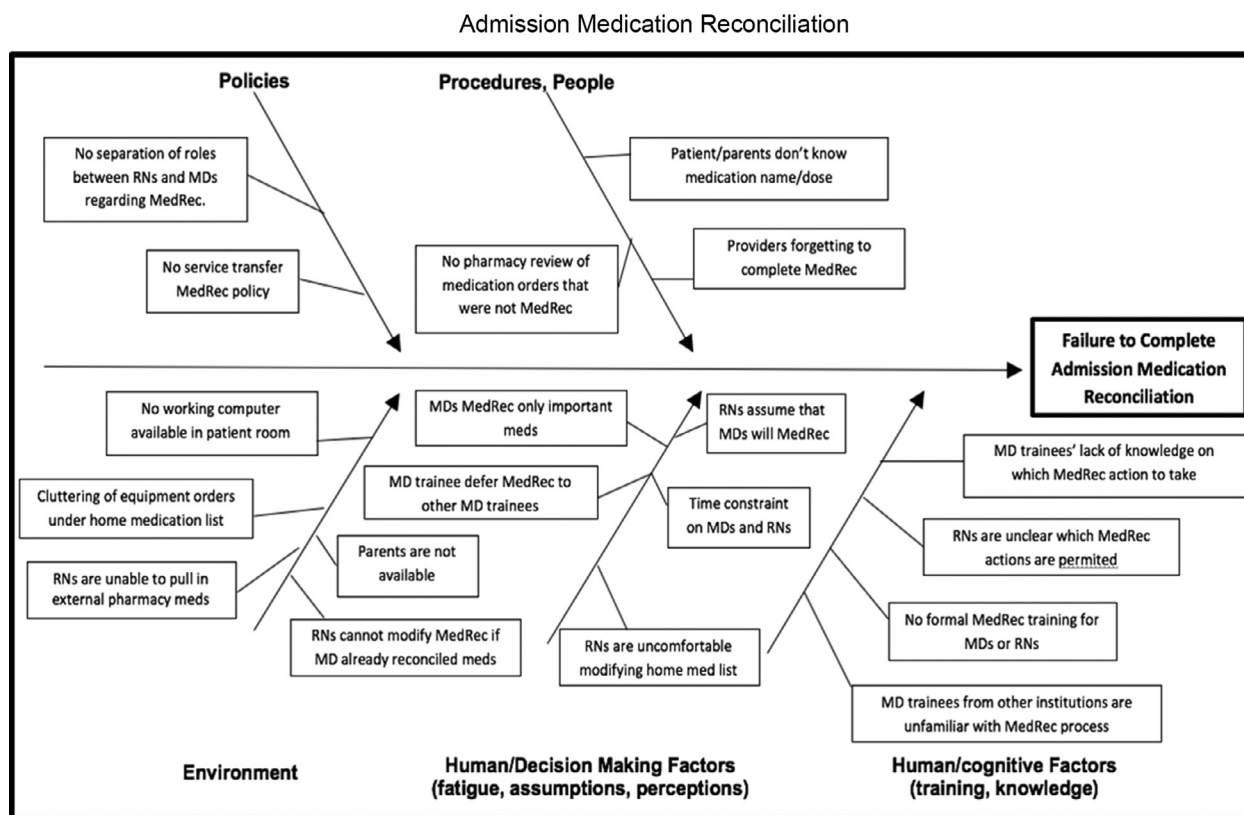 Admission Medication Reconciliation
Policies
Procedures, People
No separation of roles
between RNs and MDs
regarding MedRec.
No service transfer
MedRec policy
Patient/parents don't know
medication name/dose
No pharmacy review of
medication orders that
were not MedRec
Providers forgetting to
complete MedRec
Failure to Complete
Admission Medication
Reconciliation
No working computer
available in patient room
Cluttering of equipment orders
under home medication list
RNs are unable to pull in
external pharmacy meds
Parents are not
available
RNs cannot modify MedRec if
MD already reconciled meds
MDs MedRec only important
meds
RNs assume that
MDs will MedRec
MD trainee defer MedRec to
other MD trainees
Time constraint
on MDs and RNs
RNs are uncomfortable
modifying home med list
MD trainees' lack of knowledge on
which MedRec action to take
RNs are unclear which MedRec
actions are permited
No formal MedRec training for
MDs or RNs
MD trainees from other institutions are
unfamiliar with MedRec process
Environment
Human/Decision Making Factors
(fatigue, assumptions, perceptions)
Human/cognitive Factors
(training, knowledge)